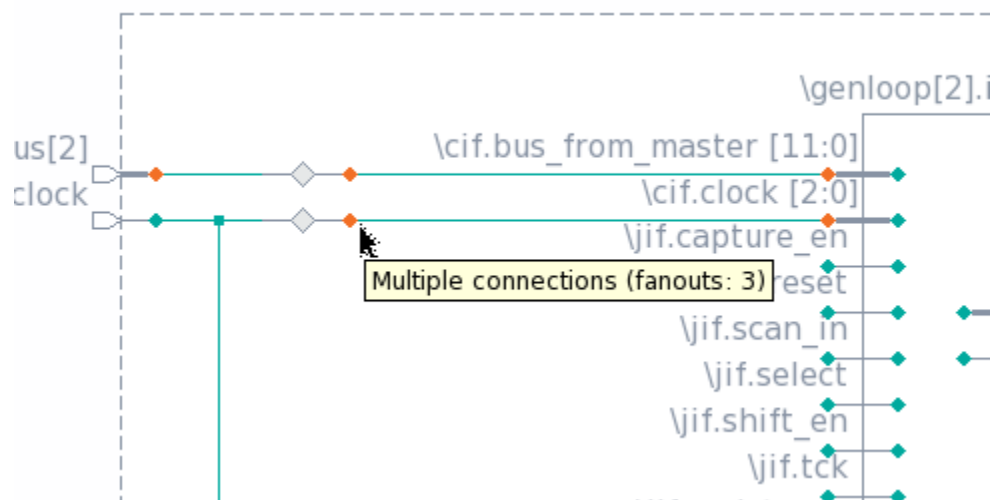 \genloop[2].i
us[2]
\cif.bus_from_master [11:0]
clock
\cif.clock [2:0]
\jif.capture_en
Multiple connections (fanouts: 3)
reset
\jif.scan_in
\jif.select
\jif.shift_en
\jif.tck